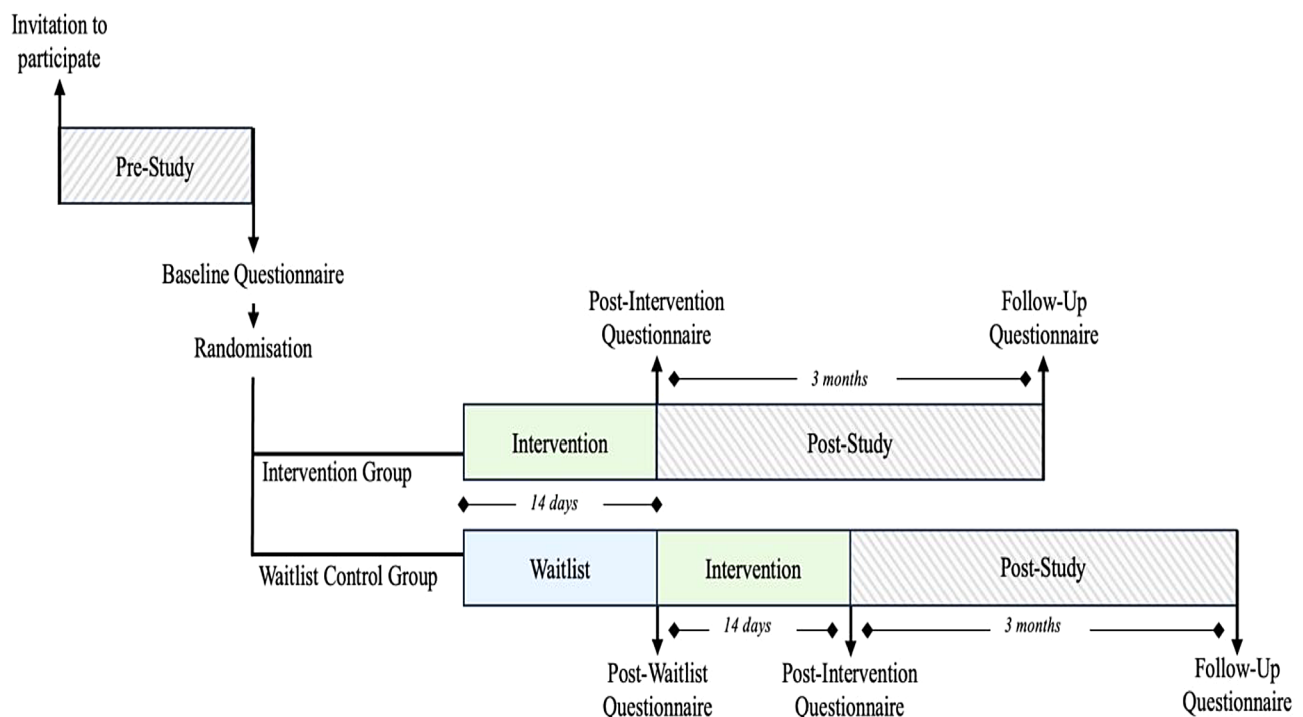 Invitation to
participate
Pre-Study
Baseline Questionnaire
Randomisation
Post-Intervention
Questionnaire
Follow-Up
Questionnaire
3 months
Intervention
Post-Study
Intervention Group
14 days
Waitlist
Intervention
Post-Study
Waitlist Control Group
14 days
3 months
Post-Waitlist
Questionnaire
Post-Intervention
Questionnaire
Follow-Up
Questionnaire